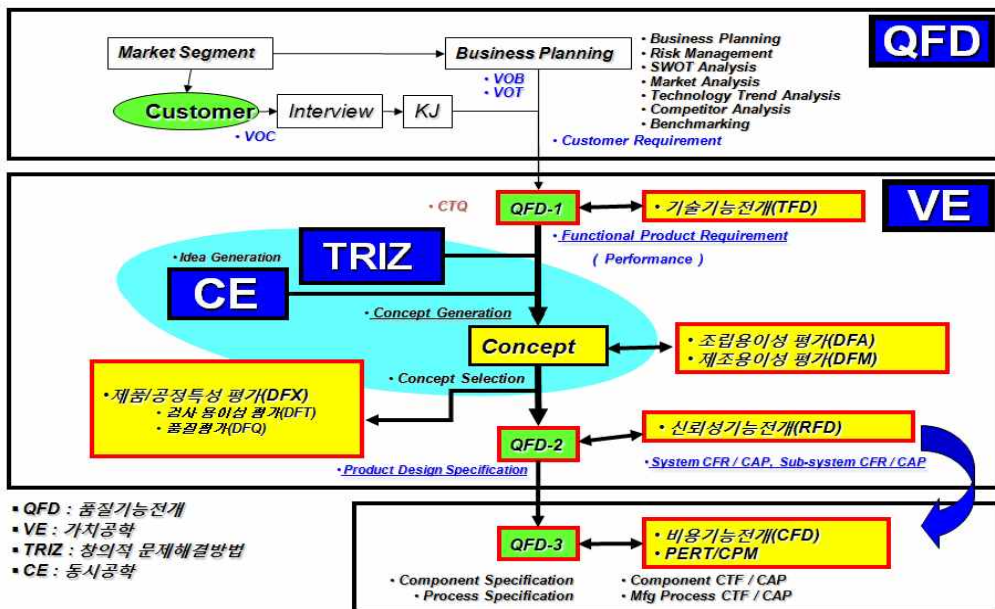 QFD
Market Segment
Business Planning
• Business Planning
• Risk Management
• SWOT Analysis
• Market Analysis
• Technology Trend Analysis
• Competitor Analysis
• Benchmarking
• VOB
• VOT
Customer
Interview
KJ
• VOC
• Customer Requirement
VE
• CTQ
QFD-1
• 기술기능전개(TFD)
• Functional Product Requirement
( Performance )
TRIZ
• Idea Generation
CE
• Concept Generation
Concept
• 조립용이성 평가(DFA)
• 제조용이성 평가(DFM)
• Concept Selection
• 제품/공정특성 평가(DFX)
• 검사 용이성 평가(DFT)
• 품질평가(DFQ)
QFD-2
• 신뢰성기능전개(RFD)
• Product Design Specification
• System CFR / CAP, Sub-system CFR / CAP
▪ QFD : 품질기능전개
▪ VE : 가치공학
▪ TRIZ : 창의적 문제해결방법
▪ CE : 동시공학
QFD-3
• 비용기능전개(CFD)
• PERT/CPM
• Component Specification
• Process Specification
• Component CTF / CAP
• Mfg Process CTF / CAP